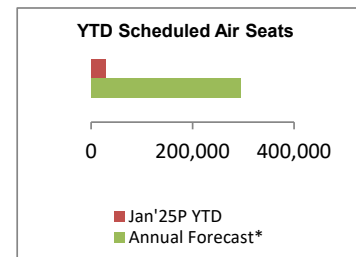 YTD Scheduled Air Seats
0 200,000 400,000
Jan'25P YTD
Annual Forecast*